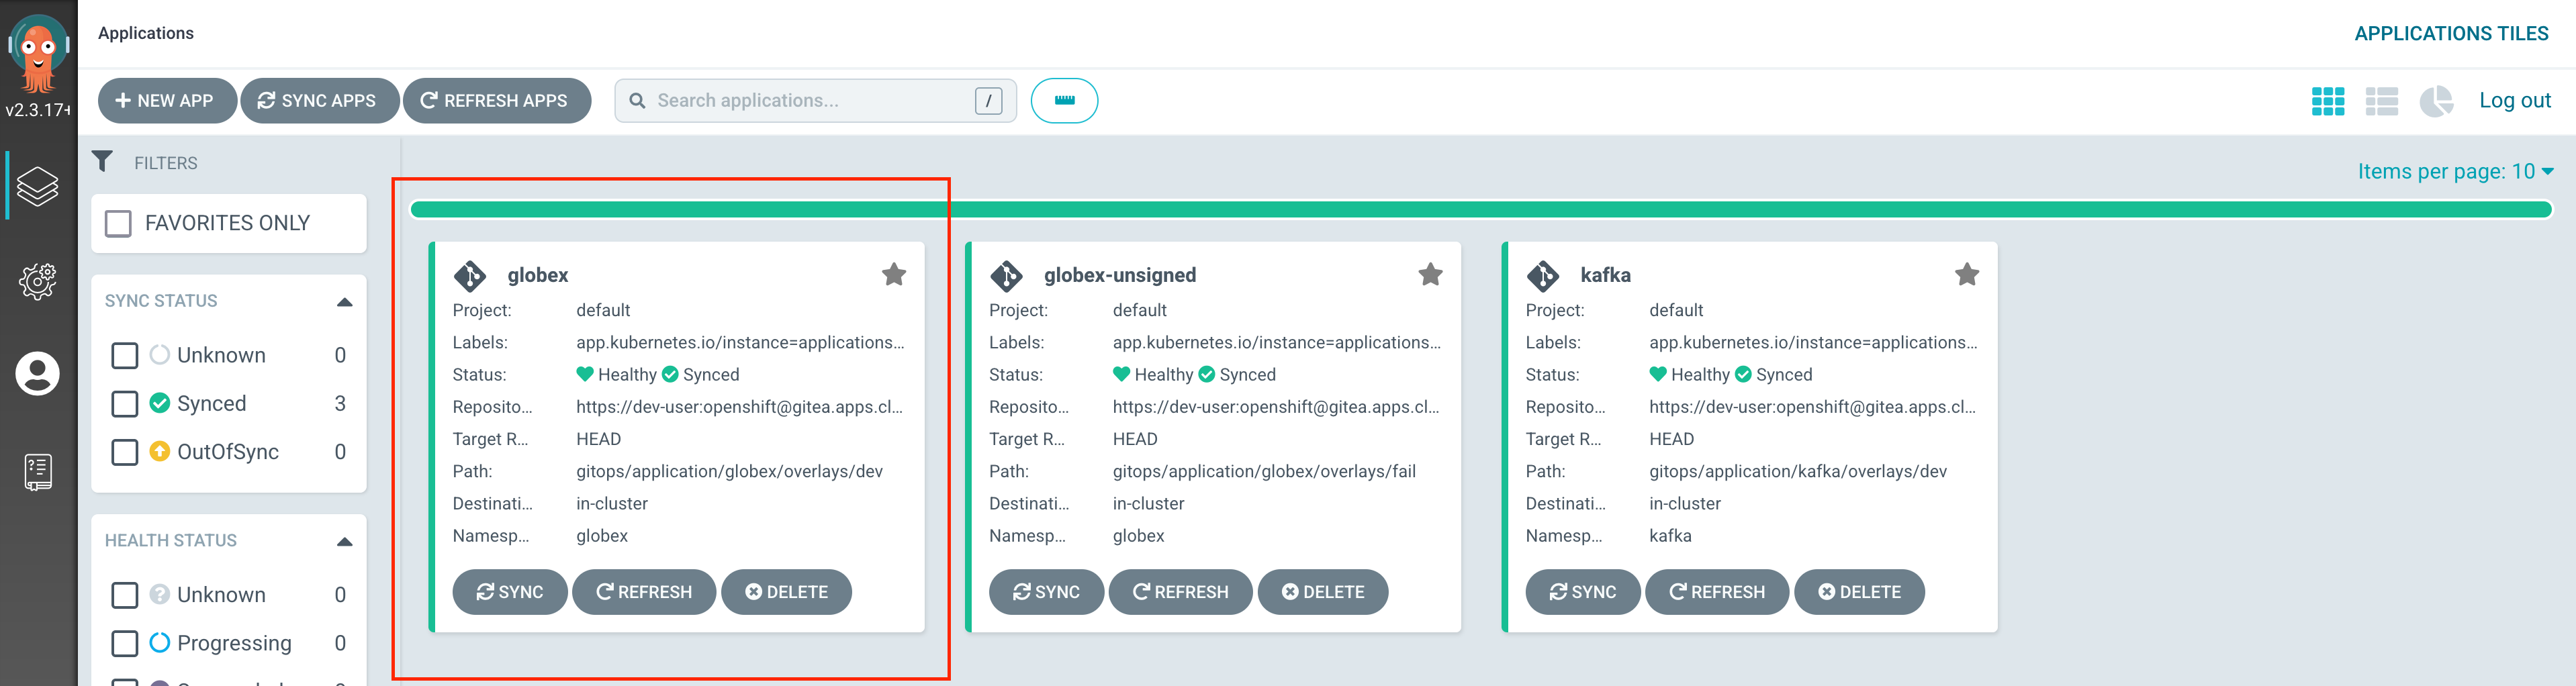 Applications
APPLICATIONS TILES
v2.3.17+
NEW APP
SYNC APPS
REFRESH APPS
Search applications...
/
Log out
FILTERS
Items per page: 10
FAVORITES ONLY
SYNC STATUS
Unknown 0
Synced 3
OutOfSync 0
HEALTH STATUS
Unknown 0
Progressing 0
globex
Project: default
Labels: app.kubernetes.io/instance=applications...
Status: Healthy Synced
Reposito... https://dev-user:openshift@gitea.apps.cl...
Target R... HEAD
Path: gitops/application/globex/overlays/dev
Destinati... in-cluster
Namesp... globex
SYNC REFRESH DELETE
globex-unsigned
Project: default
Labels: app.kubernetes.io/instance=applications...
Status: Healthy Synced
Reposito... https://dev-user:openshift@gitea.apps.cl...
Target R... HEAD
Path: gitops/application/globex/overlays/fail
Destinati... in-cluster
Namesp... globex
SYNC REFRESH DELETE
kafka
Project: default
Labels: app.kubernetes.io/instance=applications...
Status: Healthy Synced
Reposito... https://dev-user:openshift@gitea.apps.cl...
Target R... HEAD
Path: gitops/application/kafka/overlays/dev
Destinati... in-cluster
Namesp... kafka
SYNC REFRESH DELETE